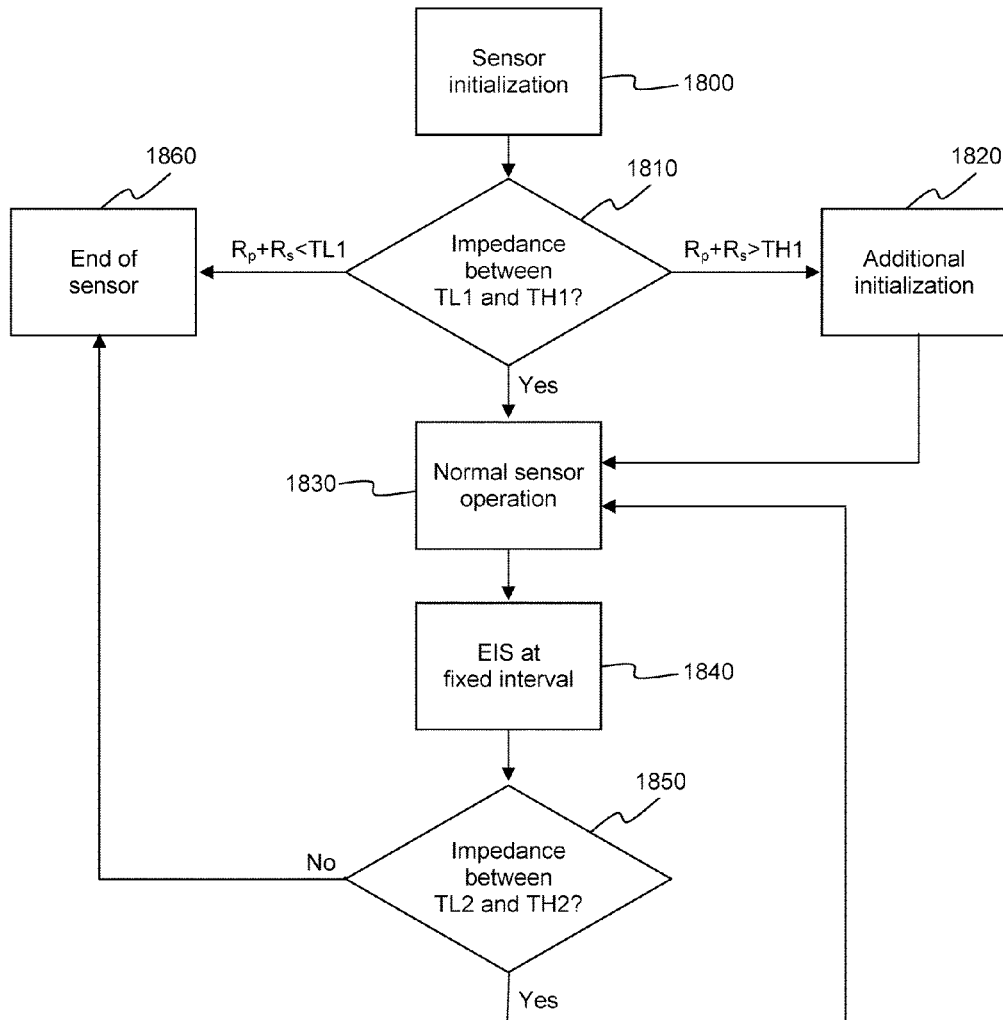 Sensor
initialization
1800
1860
1810
1820
End of
sensor
Rₚ+Rₛ<TL1
Impedance
between
TL1 and TH1?
Rₚ+Rₛ>TH1
Additional
initialization
Yes
1830
Normal sensor
operation
EIS at
fixed interval
1840
1850
No
Impedance
between
TL2 and TH2?
Yes